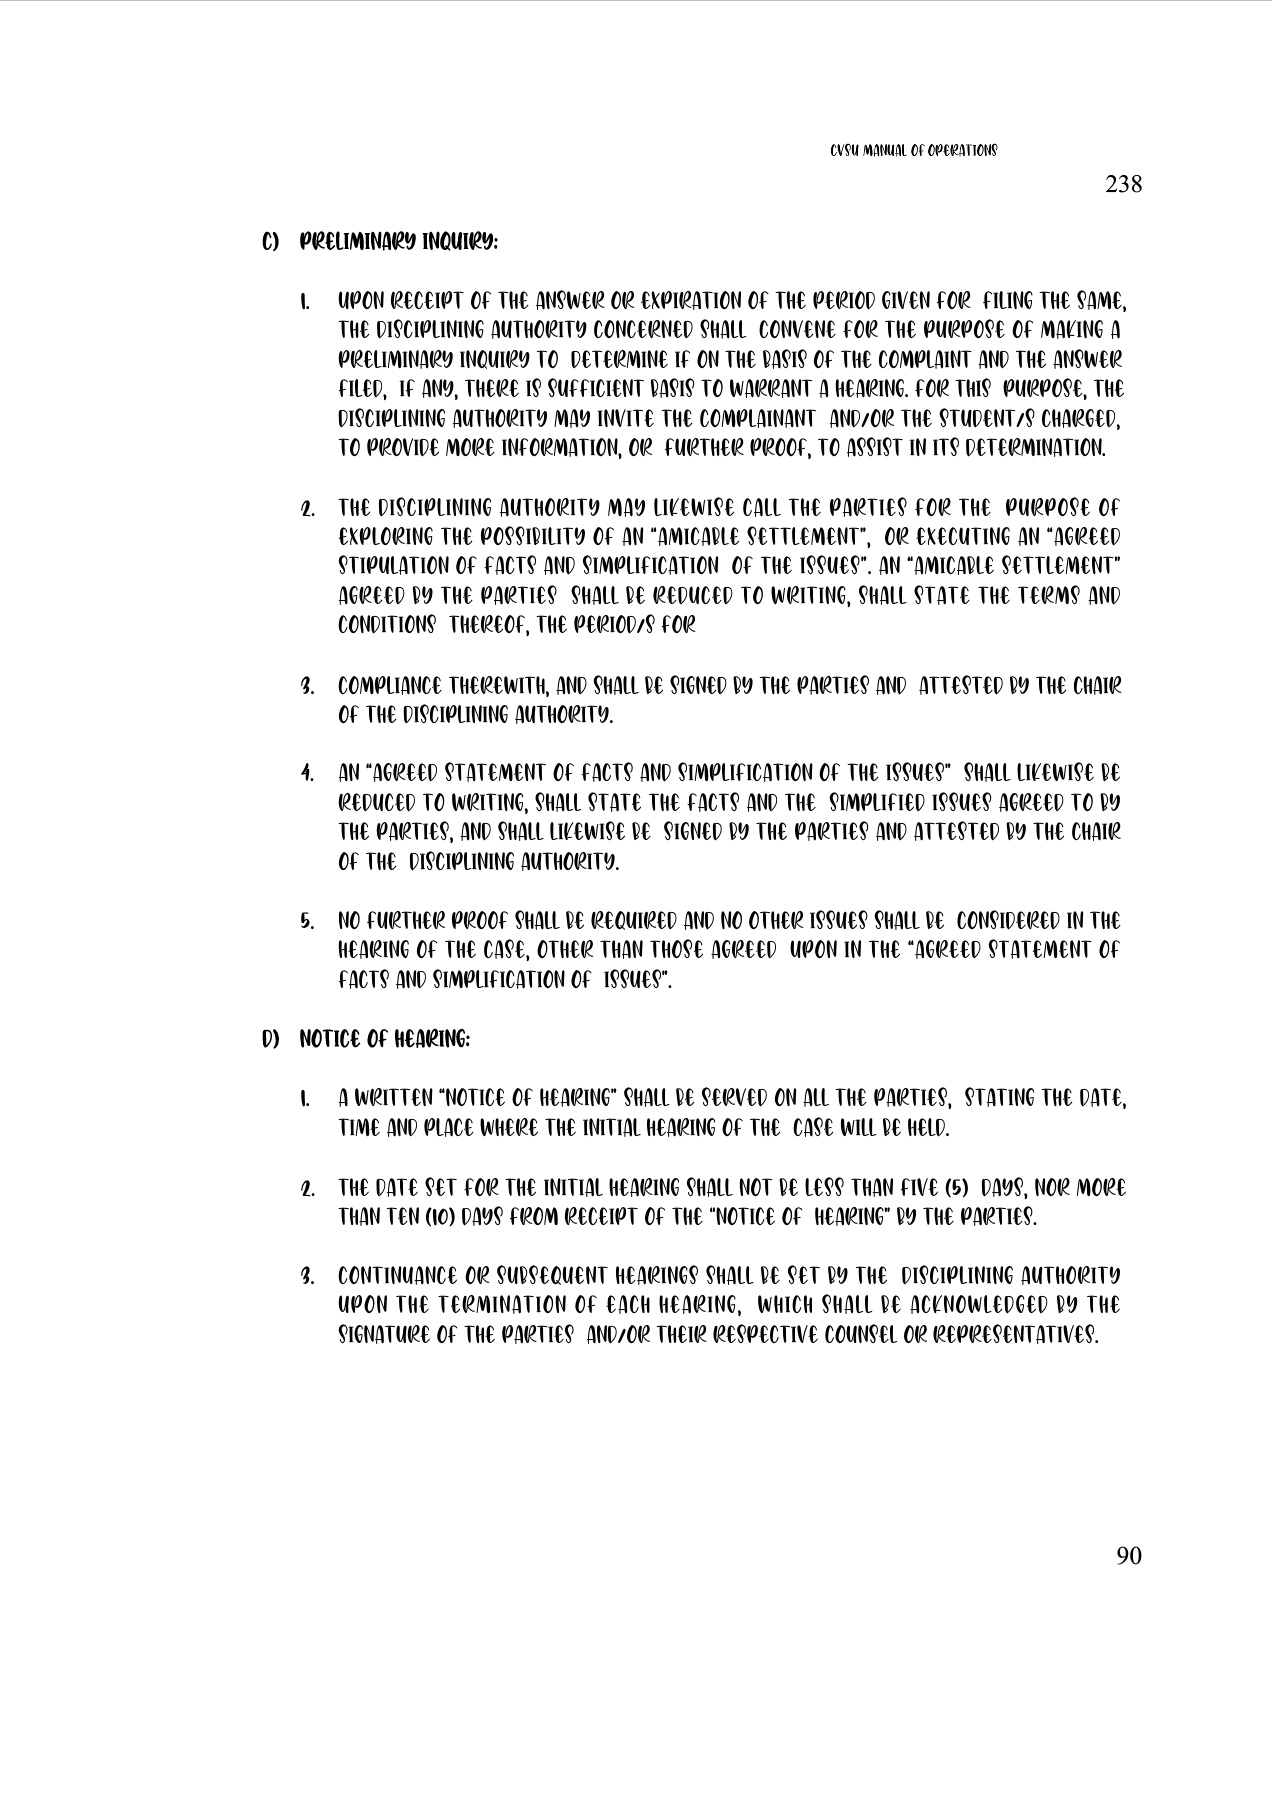 CVSU MANUAL OF OPERATIONS
238
C) PRELIMINARY INQUIRY:
1. UPON RECEIPT OF THE ANSWER OR EXPIRATION OF THE PERIOD GIVEN FOR FILING THE SAME,
THE DISCIPLINING AUTHORITY CONCERNED SHALL CONVENE FOR THE PURPOSE OF MAKING A
PRELIMINARY INQUIRY TO DETERMINE IF ON THE BASIS OF THE COMPLAINT AND THE ANSWER
FILED, IF ANY, THERE IS SUFFICIENT BASIS TO WARRANT A HEARING. FOR THIS PURPOSE, THE
DISCIPLINING AUTHORITY MAY INVITE THE COMPLAINANT AND/OR THE STUDENT/S CHARGED,
TO PROVIDE MORE INFORMATION, OR FURTHER PROOF, TO ASSIST IN ITS DETERMINATION.
2. THE DISCIPLINING AUTHORITY MAY LIKEWISE CALL THE PARTIES FOR THE PURPOSE OF
EXPLORING THE POSSIBILITY OF AN "AMICABLE SETTLEMENT", OR EXECUTING AN "AGREED
STIPULATION OF FACTS AND SIMPLIFICATION OF THE ISSUES". AN "AMICABLE SETTLEMENT"
AGREED BY THE PARTIES SHALL BE REDUCED TO WRITING, SHALL STATE THE TERMS AND
CONDITIONS THEREOF, THE PERIOD/S FOR
3. COMPLIANCE THEREWITH, AND SHALL BE SIGNED BY THE PARTIES AND ATTESTED BY THE CHAIR
OF THE DISCIPLINING AUTHORITY.
4. AN "AGREED STATEMENT OF FACTS AND SIMPLIFICATION OF THE ISSUES" SHALL LIKEWISE BE
REDUCED TO WRITING, SHALL STATE THE FACTS AND THE SIMPLIFIED ISSUES AGREED TO BY
THE PARTIES, AND SHALL LIKEWISE BE SIGNED BY THE PARTIES AND ATTESTED BY THE CHAIR
OF THE DISCIPLINING AUTHORITY.
5. NO FURTHER PROOF SHALL BE REQUIRED AND NO OTHER ISSUES SHALL BE CONSIDERED IN THE
HEARING OF THE CASE, OTHER THAN THOSE AGREED UPON IN THE "AGREED STATEMENT OF
FACTS AND SIMPLIFICATION OF ISSUES".
D) NOTICE OF HEARING:
1. A WRITTEN "NOTICE OF HEARING" SHALL BE SERVED ON ALL THE PARTIES, STATING THE DATE,
TIME AND PLACE WHERE THE INITIAL HEARING OF THE CASE WILL BE HELD.
2. THE DATE SET FOR THE INITIAL HEARING SHALL NOT BE LESS THAN FIVE (5) DAYS, NOR MORE
THAN TEN (10) DAYS FROM RECEIPT OF THE "NOTICE OF HEARING" BY THE PARTIES.
3. CONTINUANCE OR SUBSEQUENT HEARINGS SHALL BE SET BY THE DISCIPLINING AUTHORITY
UPON THE TERMINATION OF EACH HEARING, WHICH SHALL BE ACKNOWLEDGED BY THE
SIGNATURE OF THE PARTIES AND/OR THEIR RESPECTIVE COUNSEL OR REPRESENTATIVES.
90